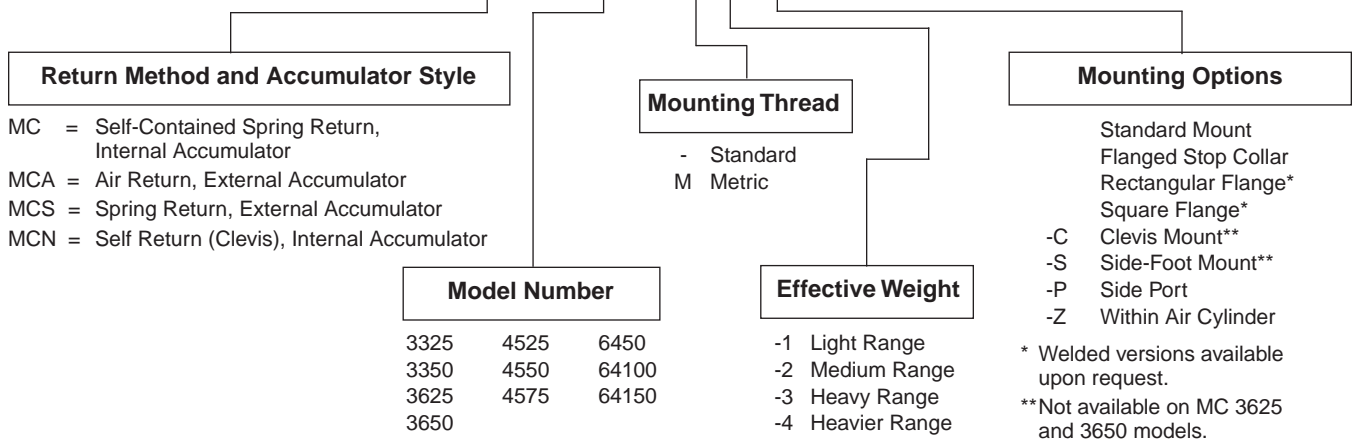 Return Method and Accumulator Style
MC = Self-Contained Spring Return,
Internal Accumulator
MCA = Air Return, External Accumulator
MCS = Spring Return, External Accumulator
MCN = Self Return (Clevis), Internal Accumulator
Model Number
3325 4525 6450
3350 4550 64100
3625 4575 64150
3650
Mounting Thread
- Standard
M Metric
Effective Weight
-1 Light Range
-2 Medium Range
-3 Heavy Range
-4 Heavier Range
Mounting Options
Standard Mount
Flanged Stop Collar
Rectangular Flange*
Square Flange*
-C Clevis Mount**
-S Side-Foot Mount**
-P Side Port
-Z Within Air Cylinder
* Welded versions available
upon request.
**Not available on MC 3625
and 3650 models.